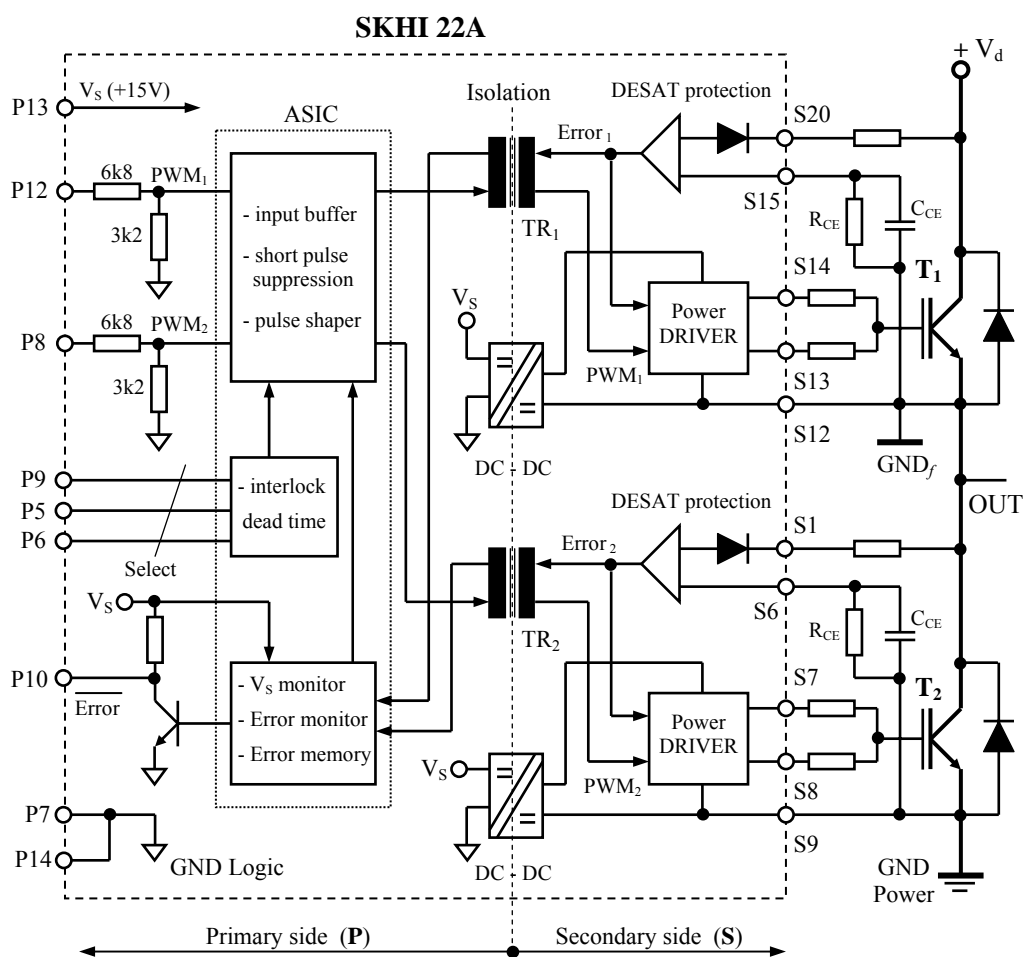 SKHI 22A
+ Vd
P13
VS (+15V)
Isolation
DESAT protection
S20
ASIC
Error1
6k8
PWM1
P12
- input buffer
- short pulse
suppression
- pulse shaper
3k2
TR1
S15
RCE
CCE
S14
T1
VS
Power
DRIVER
6k8
PWM2
P8
3k2
PWM1
S13
S12
DC - DC
GNDf
P9
P5
P6
- interlock
dead time
Select
OUT
DESAT protection
S1
Error2
VS
TR2
S6
RCE
CCE
S7
T2
P10
Error
- VS monitor
- Error monitor
- Error memory
Power
DRIVER
VS
PWM2
S8
S9
P7
P14
GND Logic
DC - DC
GND
Power
Primary side (P)
Secondary side (S)